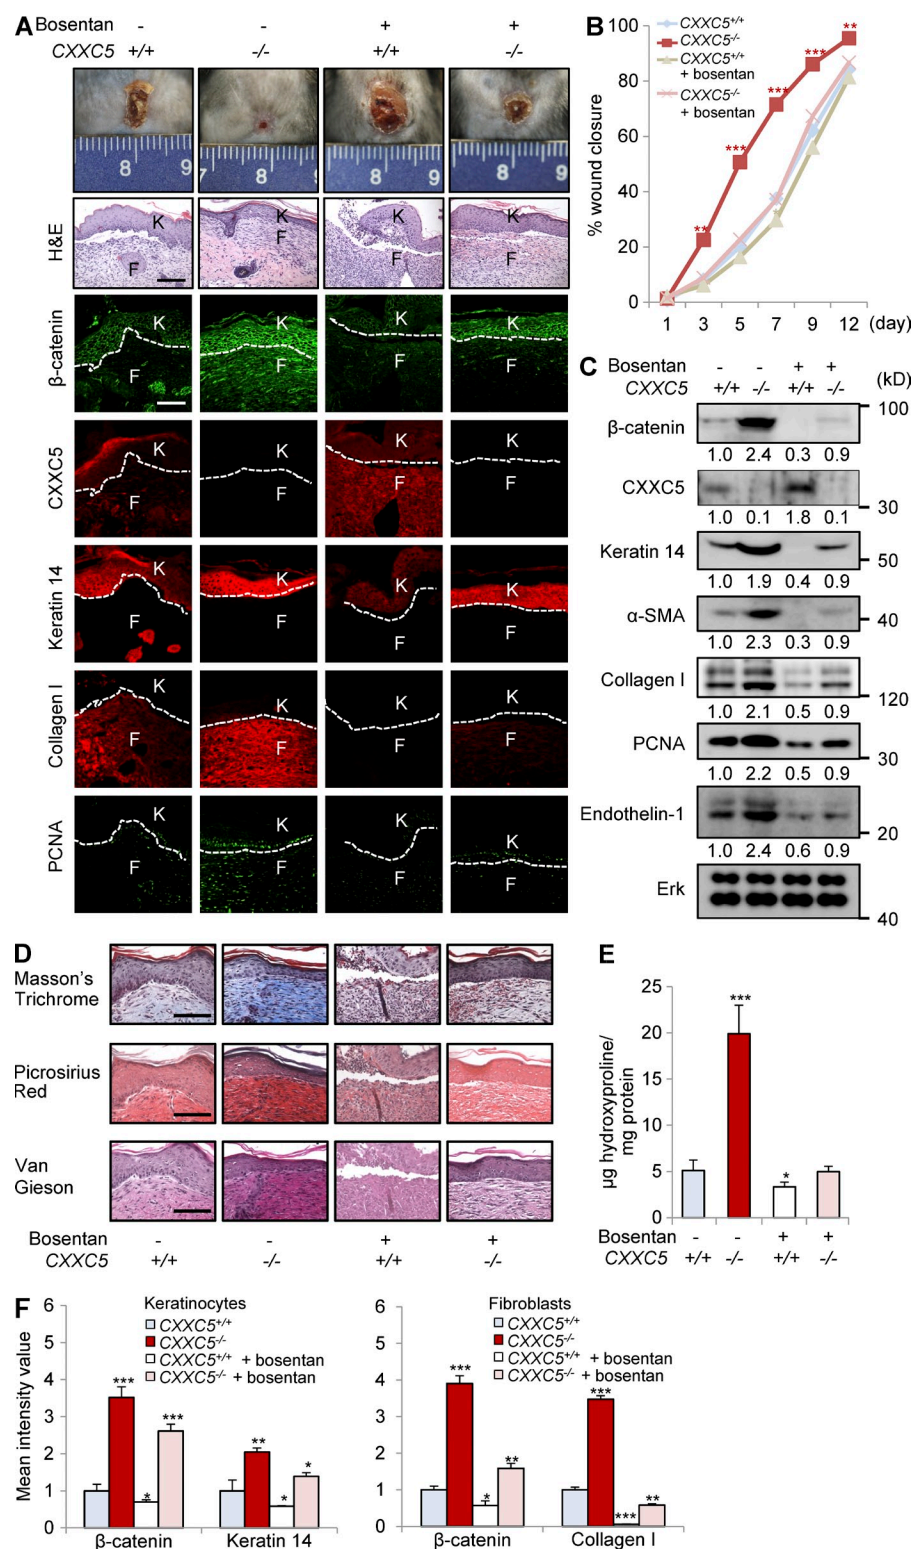 A
Bosentan - - + +
CXXC5 +/+ -/- +/+ -/-
8 9
7 8 9
8 9
8 9
H&E
K K K K
F F F F
β-catenin
K K K K
F F F F
CXXC5
K K K K
F F F F
Keratin 14
K K K K
F F F F
Collagen I
K K K K
F F F F
PCNA
K K K K
F F F F
B
% wound closure
100
80
60
40
20
0
1 3 5 7 9 12 (day)
CXXC5+/+
CXXC5-/-
CXXC5+/+
+ bosentan
CXXC5-/-
+ bosentan
** *** *** *** **
C
Bosentan - - + +
CXXC5 +/+ -/- +/+ -/- (kD)
β-catenin 100
1.0 2.4 0.3 0.9
CXXC5 30
1.0 0.1 1.8 0.1
Keratin 14 50
1.0 1.9 0.4 0.9
α-SMA 40
1.0 2.3 0.3 0.9
Collagen I 120
1.0 2.1 0.5 0.9
PCNA 30
1.0 2.2 0.5 0.9
Endothelin-1 20
1.0 2.4 0.6 0.9
Erk 40
D
Masson's
Trichrome
Picrosirius
Red
Van
Gieson
Bosentan - - + +
CXXC5 +/+ -/- +/+ -/-
E
µg hydroxyproline/
mg protein
25
20
15
10
5
0
*** *
Bosentan - - + +
CXXC5 +/+ -/- +/+ -/-
F
Mean intensity value
Keratinocytes
CXXC5+/+
CXXC5-/-
CXXC5+/+ + bosentan
CXXC5-/- + bosentan
6
5
4
3
2
1
0
*** * *** ** * *
β-catenin Keratin 14
Fibroblasts
CXXC5+/+
CXXC5-/-
CXXC5+/+ + bosentan
CXXC5-/- + bosentan
6
5
4
3
2
1
0
*** * ** *** *** **
β-catenin Collagen I